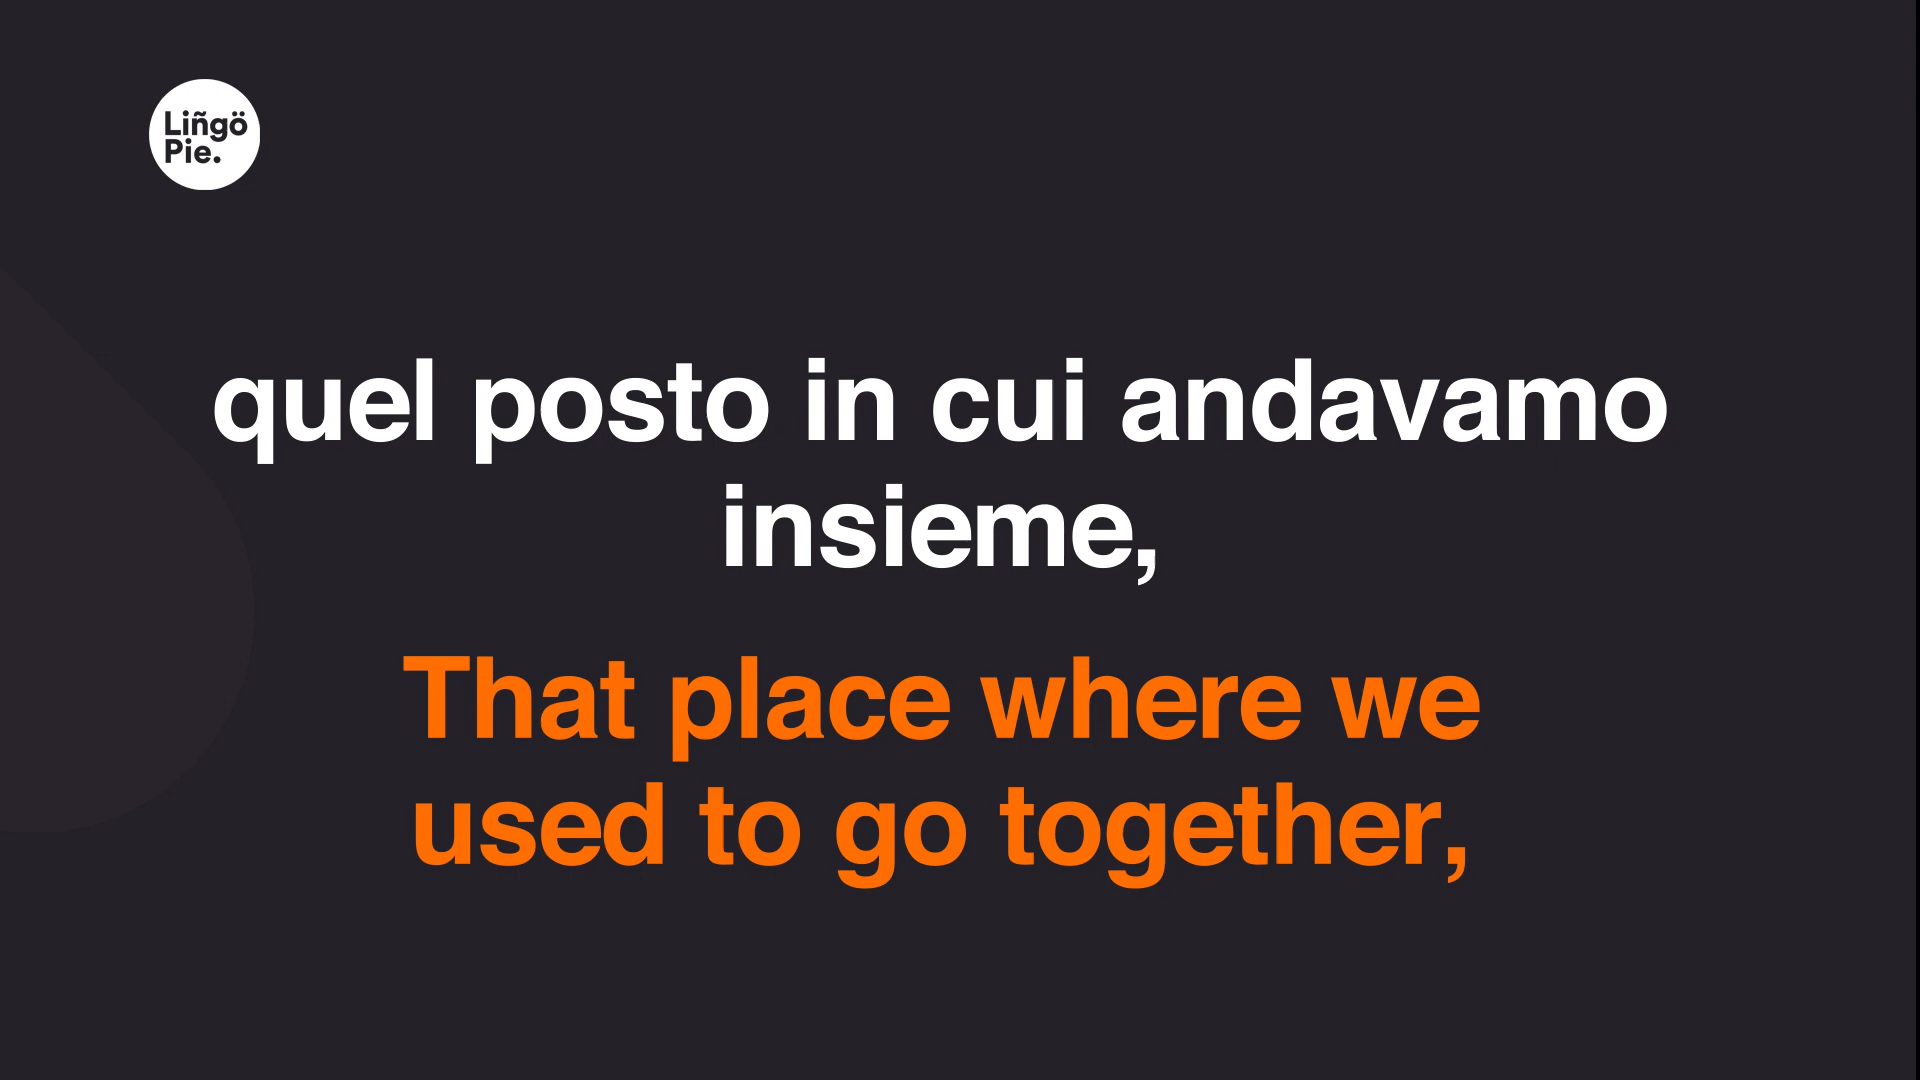 Liñgö
Pie.
quel posto in cui andavamo
insieme,
That place where we
used to go together,